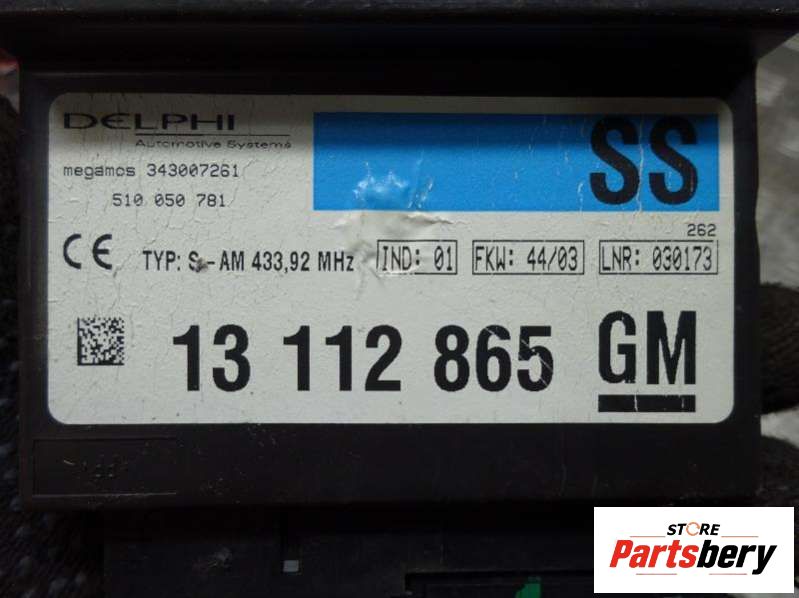 DELPHI
Automotive Systems
megamos 343007261
510 050 781
SS
262
CE
TYP: S -AM 433,92 MHz
IND: 01
FKW: 44/03
LNR: 030173
13 112 865
GM
STORE
Partsbery